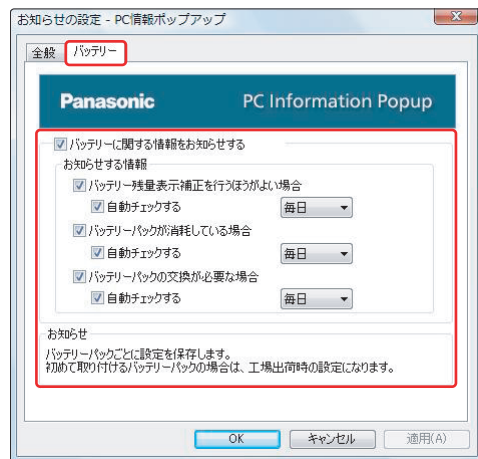 お知らせの設定 - PC情報ポップアップ
全般 バッテリー
Panasonic PC Information Popup
バッテリーに関する情報をお知らせする
お知らせする情報
バッテリー残量表示補正を行うほうがよい場合
自動チェックする 毎日
バッテリーパックが消耗している場合
自動チェックする 毎日
バッテリーパックの交換が必要な場合
自動チェックする 毎日
お知らせ
バッテリーパックごとに設定を保存します。
初めて取り付けるバッテリーパックの場合は、工場出荷時の設定になります。
OK キャンセル 適用(A)